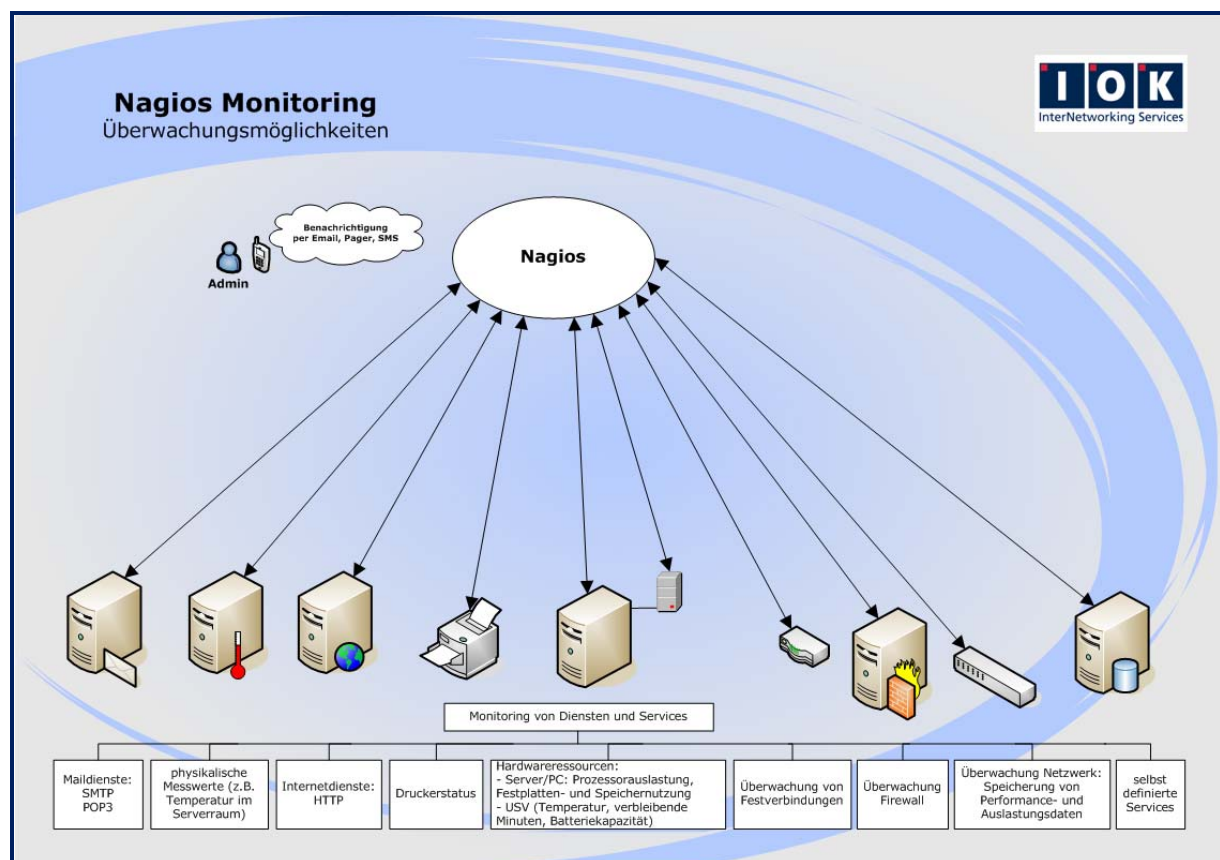 Nagios Monitoring
Überwachungsmöglichkeiten
IOK
InterNetworking Services
Benachrichtigung
per Email, Pager, SMS
Admin
Nagios
Monitoring von Diensten und Services
Maildienste:
SMTP
POP3
physikalische
Messwerte (z.B.
Temperatur im
Serverraum)
Internetdienste:
HTTP
Druckerstatus
Hardwareressourcen:
- Server/PC: Prozessorauslastung,
Festplatten- und Speichernutzung
- USV (Temperatur, verbleibende
Minuten, Batteriekapazität)
Überwachung von
Festverbindungen
Überwachung
Firewall
Überwachung Netzwerk:
Speicherung von
Performance- und
Auslastungsdaten
selbst
definierte
Services